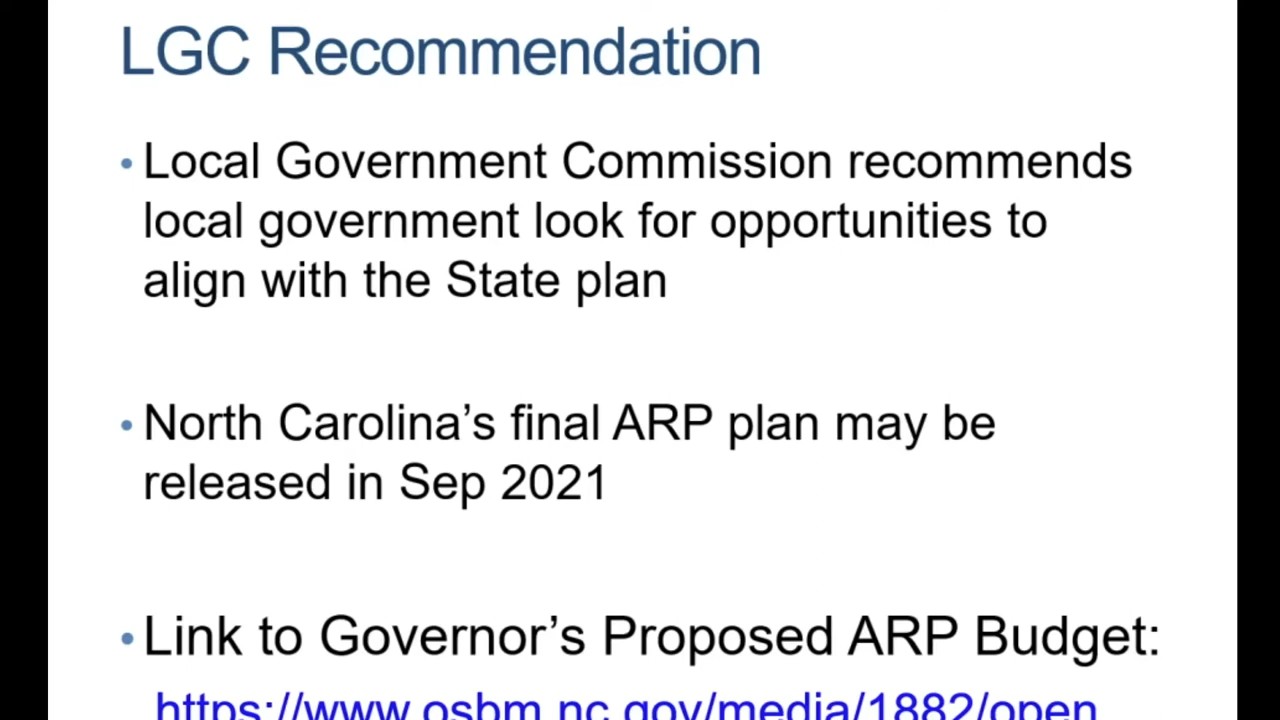 LGC Recommendation
• Local Government Commission recommends
local government look for opportunities to
align with the State plan
• North Carolina’s final ARP plan may be
released in Sep 2021
• Link to Governor’s Proposed ARP Budget:
https://www.osbm.nc.gov/media/1882/open